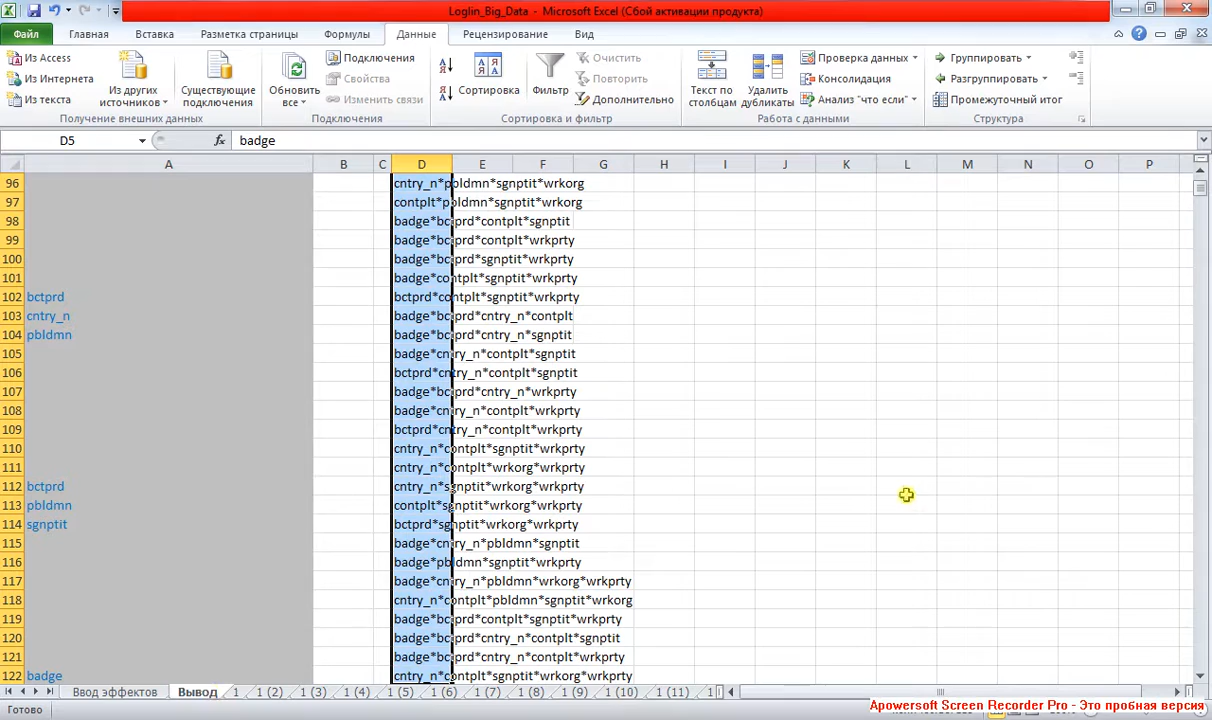 Loglin_Big_Data - Microsoft Excel (Сбой активации продукта)
Файл Главная Вставка Разметка страницы Формулы Данные Рецензирование Вид
Из Access
Из Интернета
Из текста
Из других источников
Существующие подключения
Получение внешних данных
Обновить все
Подключения
Свойства
Изменить связи
Подключения
Сортировка
Фильтр
Очистить
Повторить
Дополнительно
Сортировка и фильтр
Текст по столбцам
Удалить дубликаты
Проверка данных
Консолидация
Анализ "что если"
Работа с данными
Группировать
Разгруппировать
Промежуточный итог
Структура
D5 fx badge
A B C D E F G H I J K L M N O P
96 cntry_n*pbldmn*sgnptit*wrkorg
97 contplt*pbldmn*sgnptit*wrkorg
98 badge*bctprd*contplt*sgnptit
99 badge*bctprd*contplt*wrkprty
100 badge*bctprd*sgnptit*wrkprty
101 badge*contplt*sgnptit*wrkprty
102 bctprd bctprd*contplt*sgnptit*wrkprty
103 cntry_n badge*bctprd*cntry_n*contplt
104 pbldmn badge*bctprd*cntry_n*sgnptit
105 badge*cntry_n*contplt*sgnptit
106 bctprd*cntry_n*contplt*sgnptit
107 badge*bctprd*cntry_n*wrkprty
108 badge*cntry_n*contplt*wrkprty
109 bctprd*cntry_n*contplt*wrkprty
110 cntry_n*contplt*sgnptit*wrkprty
111 cntry_n*contplt*wrkorg*wrkprty
112 bctprd cntry_n*sgnptit*wrkorg*wrkprty
113 pbldmn contplt*sgnptit*wrkorg*wrkprty
114 sgnptit bctprd*sgnptit*wrkorg*wrkprty
115 badge*cntry_n*pbldmn*sgnptit
116 badge*pbldmn*sgnptit*wrkprty
117 badge*cntry_n*pbldmn*wrkorg*wrkprty
118 cntry_n*contplt*pbldmn*sgnptit*wrkorg
119 badge*bctprd*contplt*sgnptit*wrkprty
120 badge*bctprd*cntry_n*contplt*sgnptit
121 badge*bctprd*cntry_n*contplt*wrkprty
122 badge cntry_n*contplt*sgnptit*wrkorg*wrkprty
Ввод эффектов Вывод 1 1 (2) 1 (3) 1 (4) 1 (5) 1 (6) 1 (7) 1 (8) 1 (9) 1 (10) 1 (11) 1
Готово
Apowersoft Screen Recorder Pro - Это пробная версия